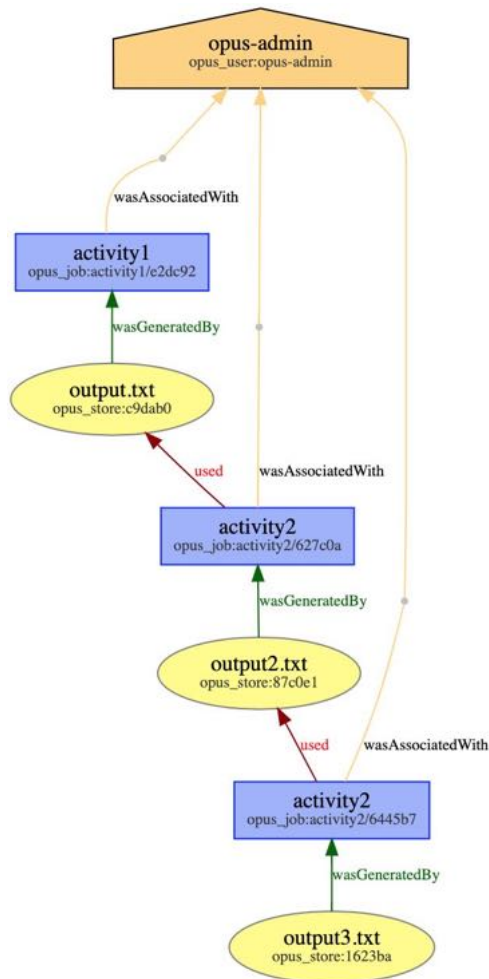 opus-admin
opus_user:opus-admin
wasAssociatedWith
activity1
opus_job:activity1/e2dc92
wasGeneratedBy
output.txt
opus_store:c9dab0
used
wasAssociatedWith
activity2
opus_job:activity2/627c0a
wasGeneratedBy
output2.txt
opus_store:87c0e1
used
wasAssociatedWith
activity2
opus_job:activity2/6445b7
wasGeneratedBy
output3.txt
opus_store:1623ba